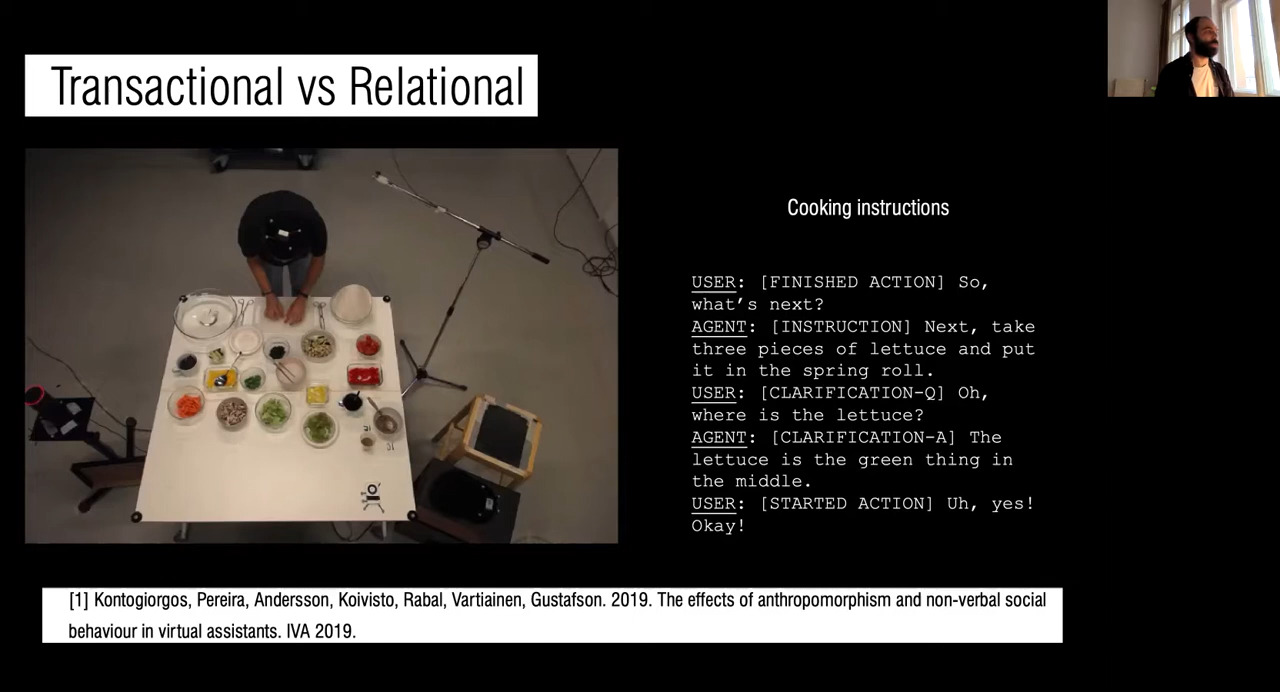 Transactional vs Relational
Cooking instructions
USER: [FINISHED ACTION] So,
what's next?
AGENT: [INSTRUCTION] Next, take
three pieces of lettuce and put
it in the spring roll.
USER: [CLARIFICATION-Q] Oh,
where is the lettuce?
AGENT: [CLARIFICATION-A] The
lettuce is the green thing in
the middle.
USER: [STARTED ACTION] Uh, yes!
Okay!
[1] Kontogiorgos, Pereira, Andersson, Koivisto, Rabal, Vartiainen, Gustafson. 2019. The effects of anthropomorphism and non-verbal social
behaviour in virtual assistants. IVA 2019.